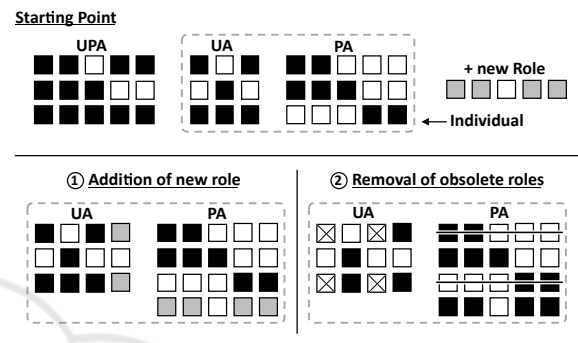 Starting Point
UPA UA PA
+ new Role
Individual
① Addition of new role ② Removal of obsolete roles
UA PA UA PA